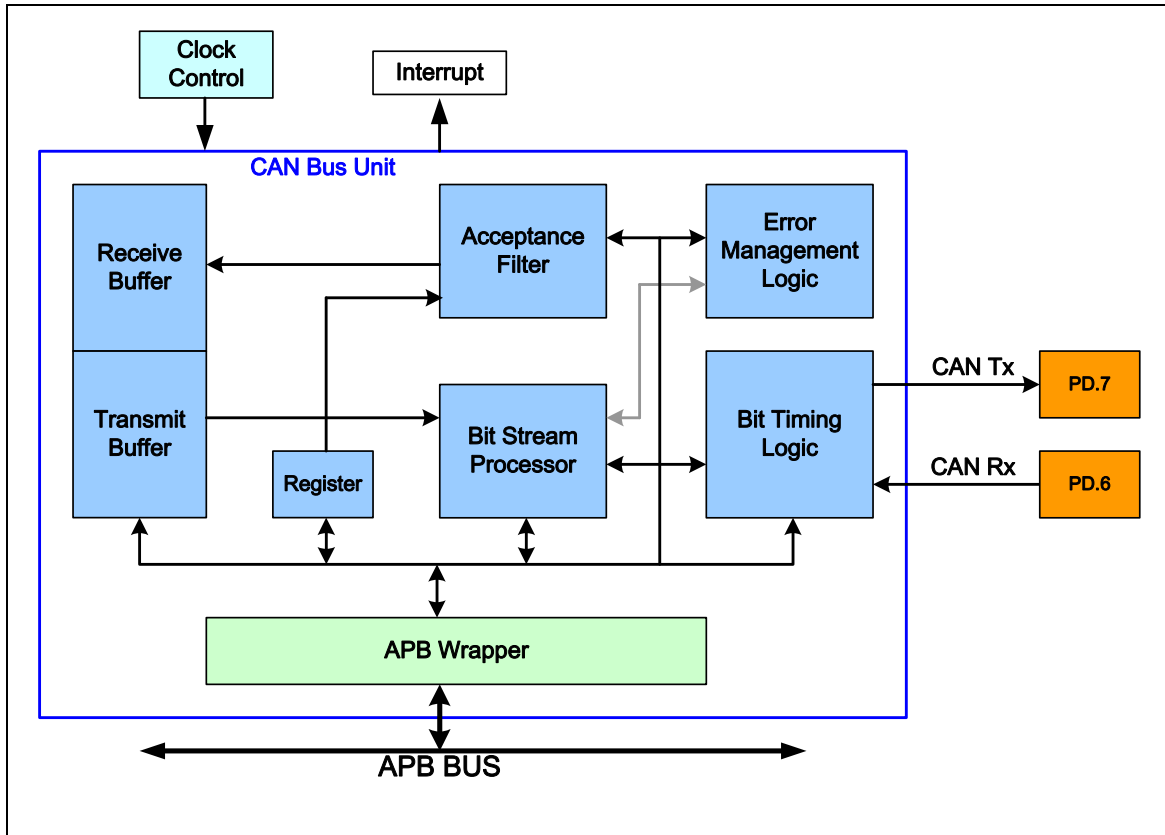 Clock
Control
Interrupt
CAN Bus Unit
Receive
Buffer
Acceptance
Filter
Error
Management
Logic
Transmit
Buffer
Register
Bit Stream
Processor
Bit Timing
Logic
CAN Tx
PD.7
CAN Rx
PD.6
APB Wrapper
APB BUS